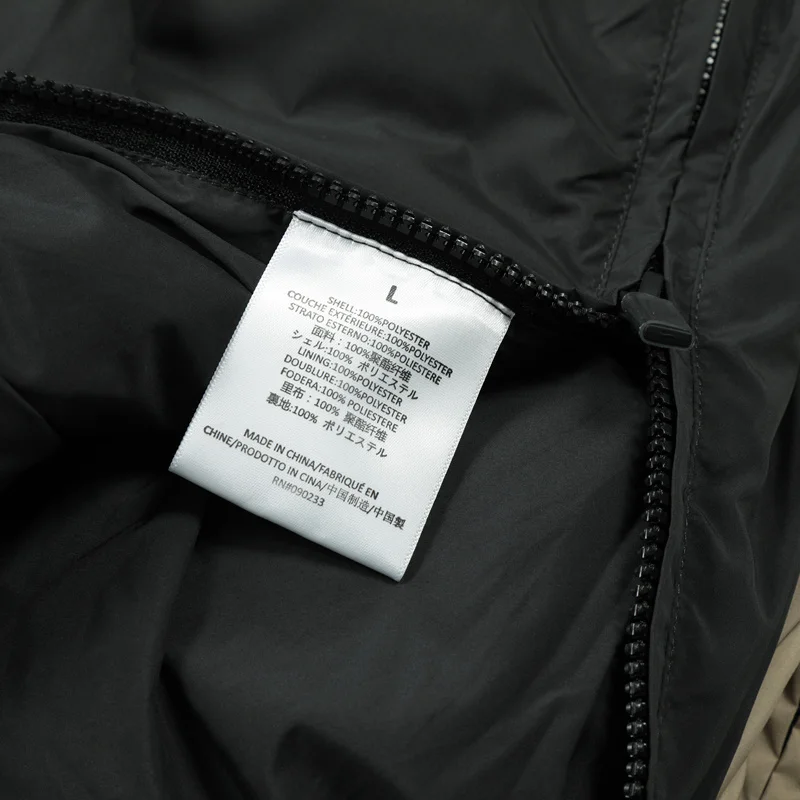 L
SHELL:100%POLYESTER
COUCHE EXTÉRIEURE:100%POLYESTER
STRATO ESTERNO:100%POLIESTERE
面料：100%聚酯纤维
シェル:100% ポリエステル
LINING:100%POLYESTER
DOUBLURE:100%POLYESTER
FODERA:100% POLIESTERE
里布：100% 聚酯纤维
裏地:100% ポリエステル
MADE IN CHINA/FABRIQUÉ EN
CHINE/PRODOTTO IN CINA/中国制造/中国製
RN#090233